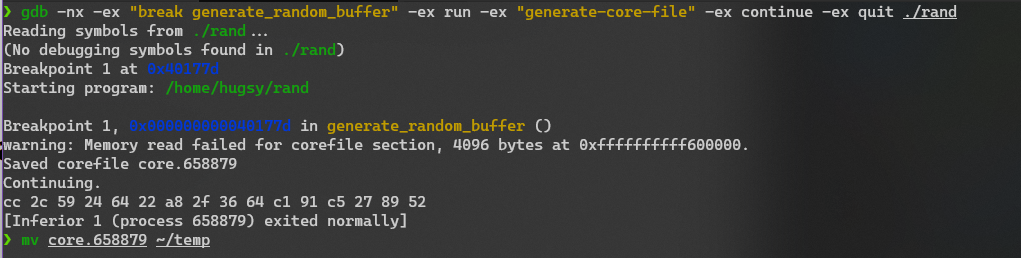 ❯ gdb -nx -ex "break generate_random_buffer" -ex run -ex "generate-core-file" -ex continue -ex quit ./rand
Reading symbols from ./rand...
(No debugging symbols found in ./rand)
Breakpoint 1 at 0x40177d
Starting program: /home/hugsy/rand
Breakpoint 1, in generate_random_buffer ()
warning: Memory read failed for corefile section, 4096 bytes at 0xffffffffff600000.
Saved corefile core.658879
Continuing.
cc 2c 59 24 64 22 a8 2f 36 64 c1 91 c5 27 89 52
[Inferior 1 (process 658879) exited normally]
❯ mv core.658879 ~/temp